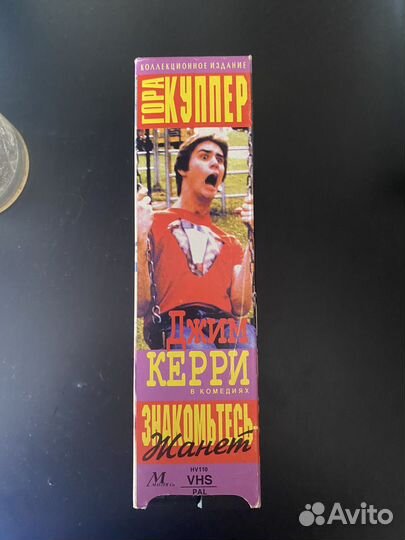 КОЛЛЕКЦИОННОЕ ИЗДАНИЕ
ГОРА
КУППЕР
ДЖИМ
КЕРРИ
В КОМЕДИЯХ
ЗНАКОМЬТЕСЬ-
Жанет
HV110
VHS
PAL
Avito